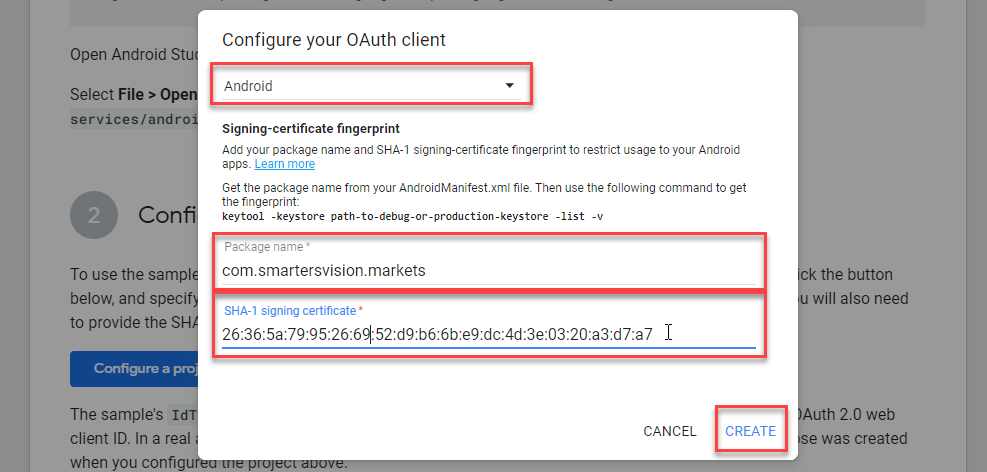 Configure your OAuth client
Open Android
Android
Select File > Open
Signing-certificate fingerprint
Add your package name and SHA-1 signing-certificate fingerprint to restrict usage to your Android
apps. Learn more
Get the package name from your AndroidManifest.xml file. Then use the following command to get
the fingerprint:
keytool -keystore path-to-debug-or-production-keystore -list -v
2
Package name *
com.smartersvision.markets
To use the sample
ick the button
below, and specify
u will also need
to provide the SHA
SHA-1 signing certificate *
26:36:5a:79:95:26:69:52:d9:b6:6b:e9:dc:4d:3e:03:20:a3:d7:a7
Configure a
The sample's IdT
OAuth 2.0 web
CANCEL
CREATE
client ID. In a real a
ose was created
when you configured the project above.